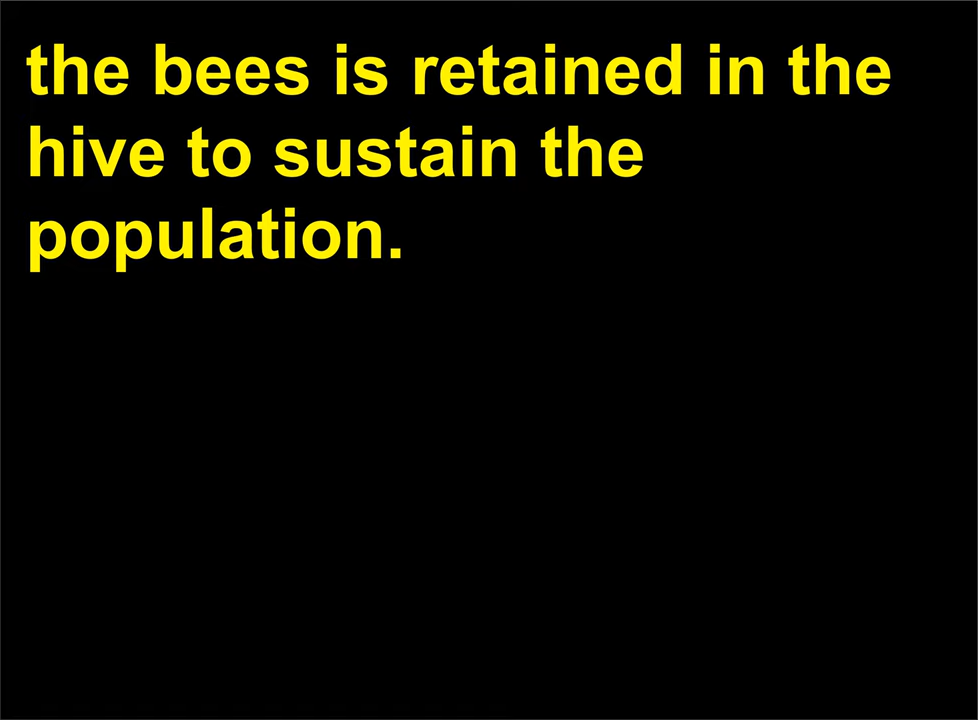 the bees is retained in the
hive to sustain the
population.